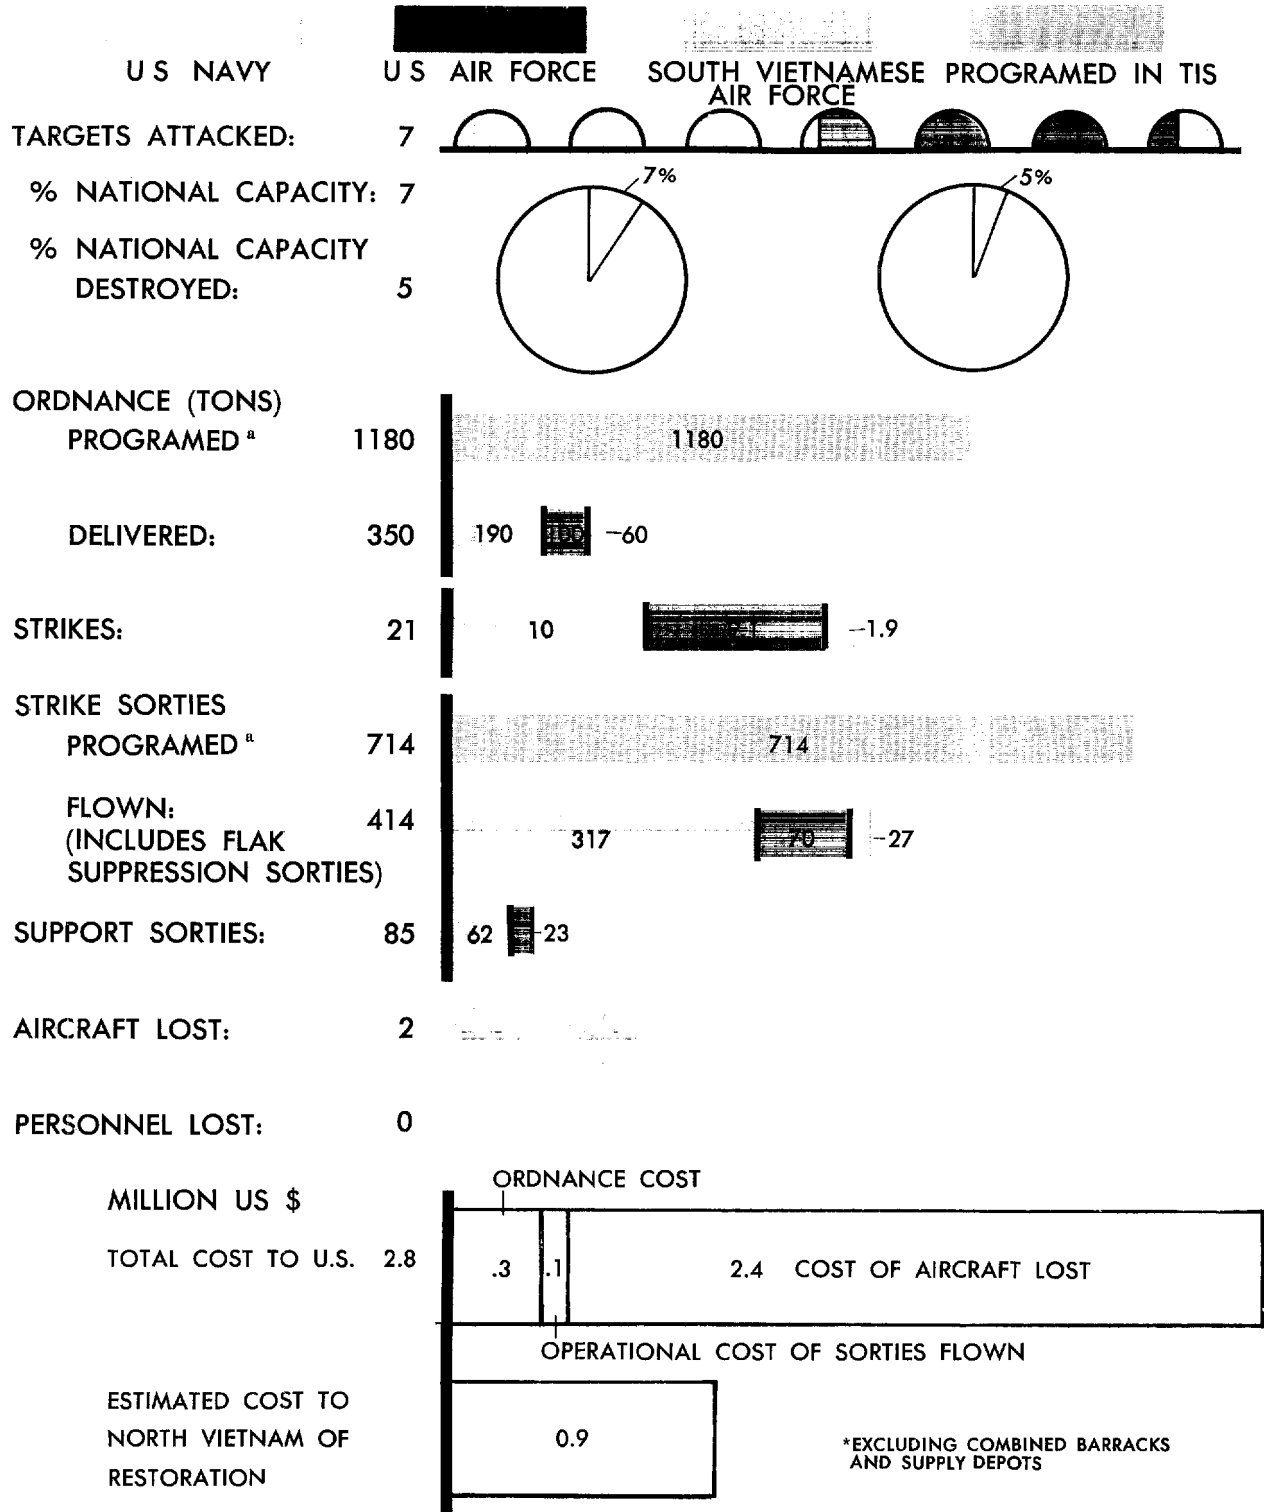 US NAVY US AIR FORCE SOUTH VIETNAMESE PROGRAMED IN TIS
AIR FORCE
TARGETS ATTACKED: 7
% NATIONAL CAPACITY: 7
7%
5%
% NATIONAL CAPACITY
DESTROYED: 5
ORDNANCE (TONS)
PROGRAMED a 1180 1180
DELIVERED: 350 190 100 60
STRIKES: 21 10 1.9
STRIKE SORTIES
PROGRAMED a 714 714
FLOWN: 414
(INCLUDES FLAK 317 70 27
SUPPRESSION SORTIES)
SUPPORT SORTIES: 85 62 23
AIRCRAFT LOST: 2
PERSONNEL LOST: 0
ORDNANCE COST
MILLION US $
TOTAL COST TO U.S. 2.8 .3 .1 2.4 COST OF AIRCRAFT LOST
OPERATIONAL COST OF SORTIES FLOWN
ESTIMATED COST TO
NORTH VIETNAM OF 0.9
RESTORATION
*EXCLUDING COMBINED BARRACKS
AND SUPPLY DEPOTS